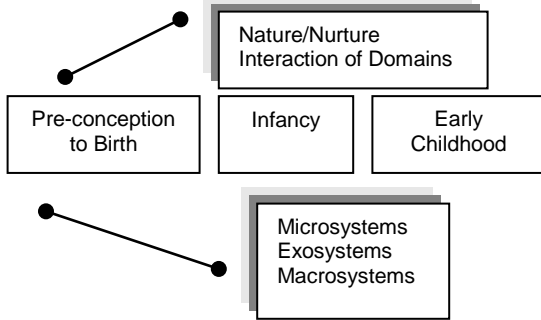 Nature/Nurture
Interaction of Domains
Pre-conception
to Birth
Infancy
Early
Childhood
Microsystems
Exosystems
Macrosystems